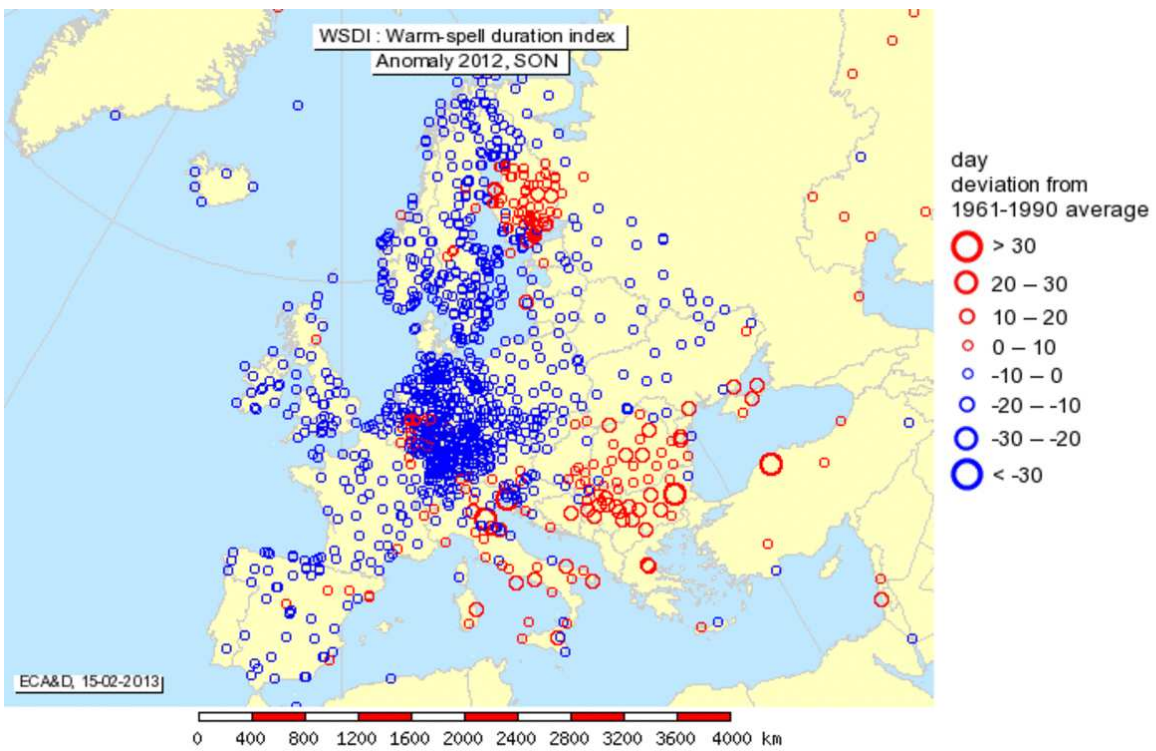 WSDI : Warm-spell duration index
Anomaly 2012, SON
day
deviation from
1961-1990 average
> 30
20 – 30
10 – 20
0 – 10
-10 – 0
-20 – -10
-30 – -20
< -30
ECA&D, 15-02-2013
0 400 800 1200 1600 2000 2400 2800 3200 3600 4000 km